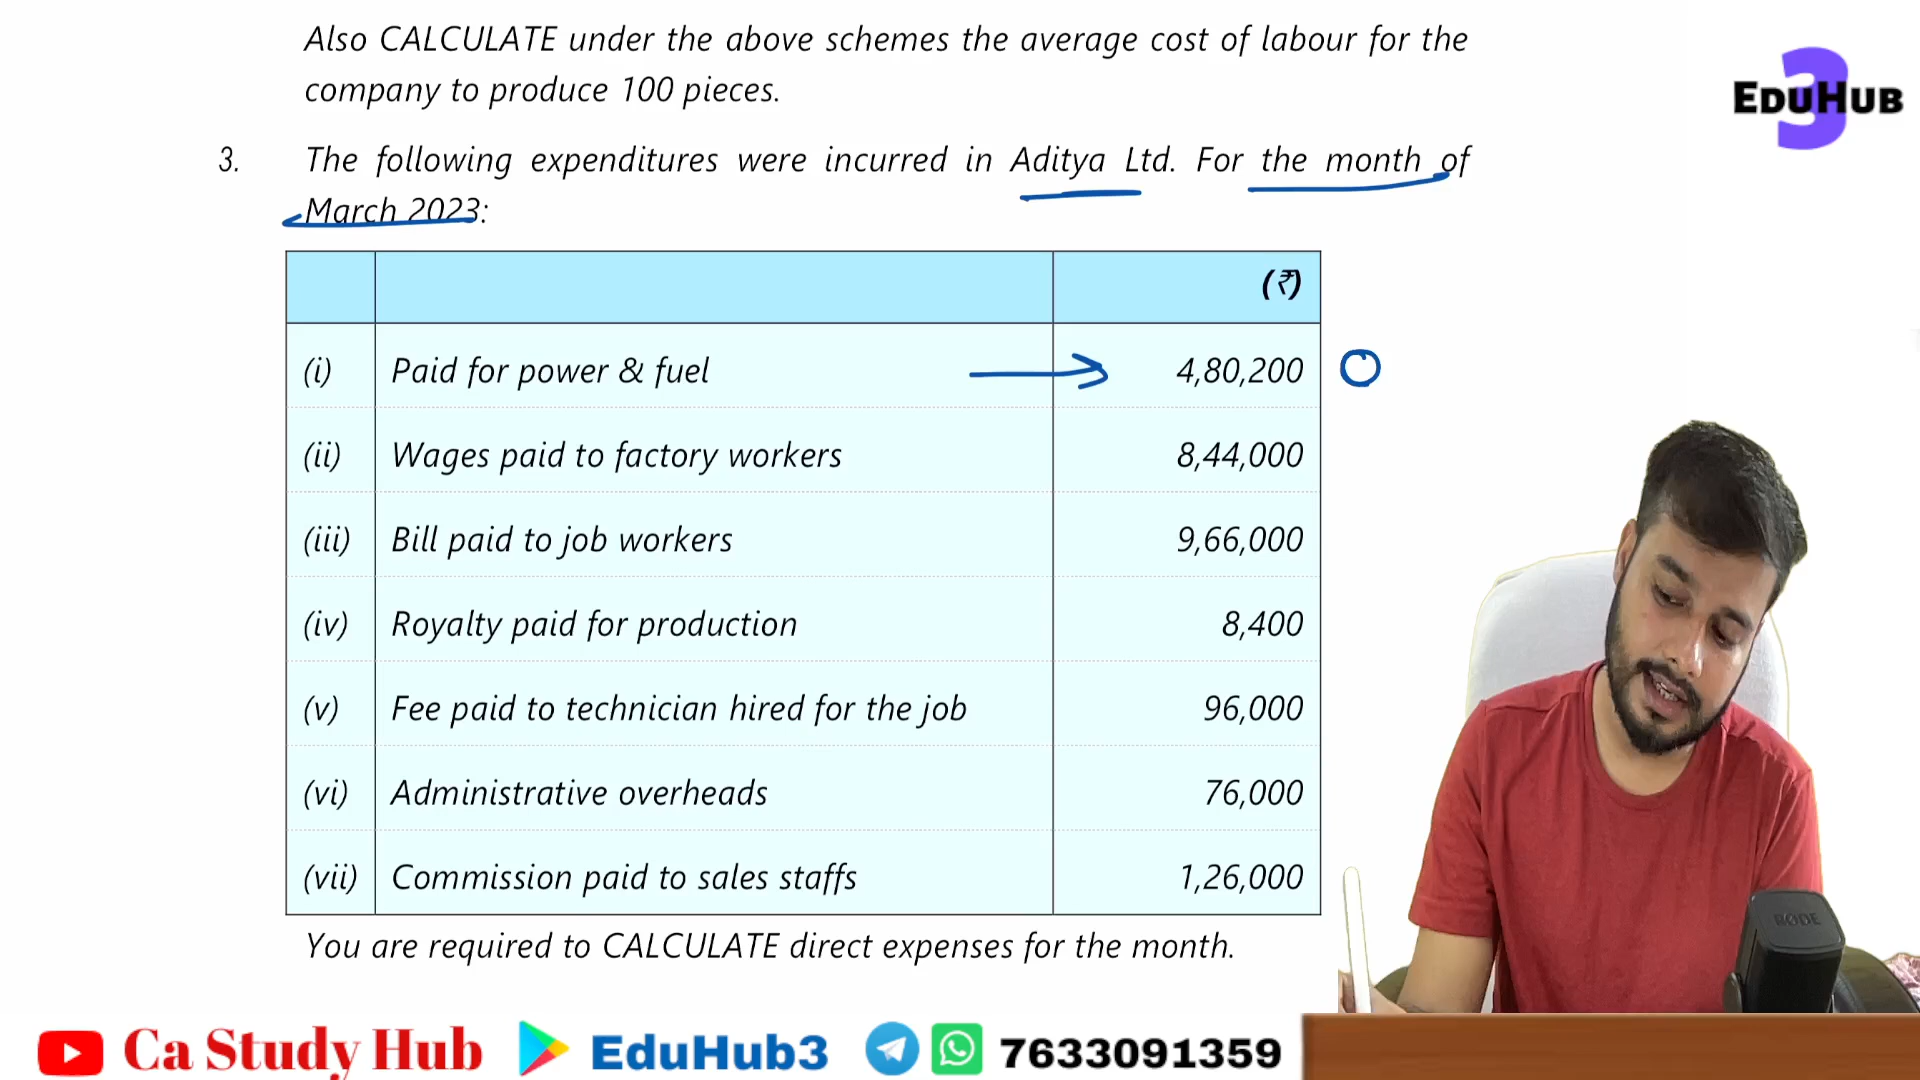 Also CALCULATE under the above schemes the average cost of labour for the
company to produce 100 pieces.
EDUHUB
3
3. The following expenditures were incurred in Aditya Ltd. For the month of
March 2023:
(₹)
(i) Paid for power & fuel 4,80,200
(ii) Wages paid to factory workers 8,44,000
(iii) Bill paid to job workers 9,66,000
(iv) Royalty paid for production 8,400
(v) Fee paid to technician hired for the job 96,000
(vi) Administrative overheads 76,000
(vii) Commission paid to sales staffs 1,26,000
You are required to CALCULATE direct expenses for the month.
RODE
Ca Study Hub EduHub3 7633091359